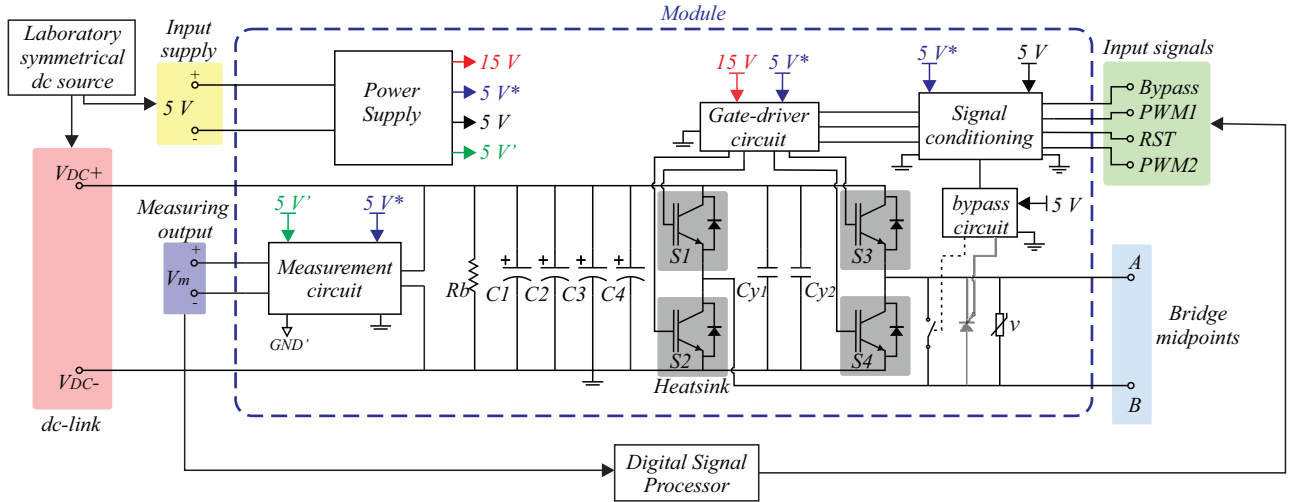 Module
Laboratory
symmetrical
dc source
Input
supply
+
5 V
-
Power
Supply
15 V
5 V*
5 V
5 V'
15 V
5 V*
Gate-driver
circuit
5 V*
5 V
Signal
conditioning
Input signals
Bypass
PWM1
RST
PWM2
bypass
circuit
5 V
VDC+
VDC-
dc-link
Measuring
output
+
Vm
-
5 V'
5 V*
Measurement
circuit
GND'
Rb
+
C1
+
C2
+
C3
+
C4
S1
S2
Heatsink
Cy1
Cy2
S3
S4
v
A
Bridge
midpoints
B
Digital Signal
Processor